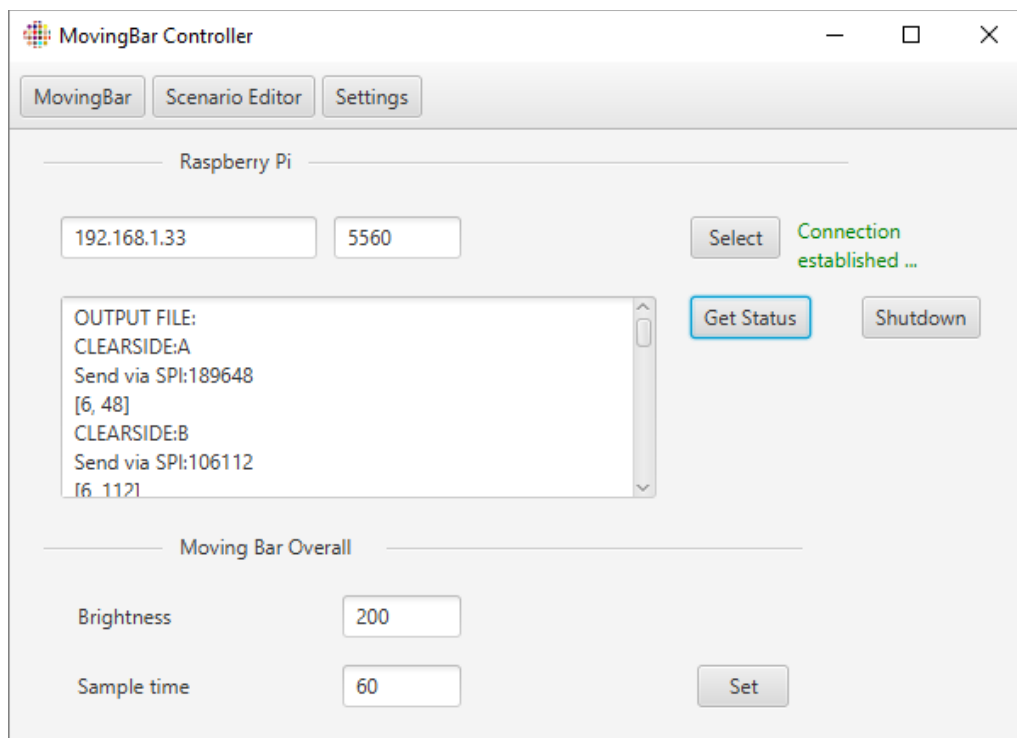 MovingBar Controller
MovingBar Scenario Editor Settings
Raspberry Pi
192.168.1.33 5560 Select Connection
established ...
OUTPUT FILE:
Get Status Shutdown
CLEARSIDE:A
Send via SPI:189648
[6, 48]
CLEARSIDE:B
Send via SPI:106112
[6, 112]
Moving Bar Overall
Brightness 200
Sample time 60 Set